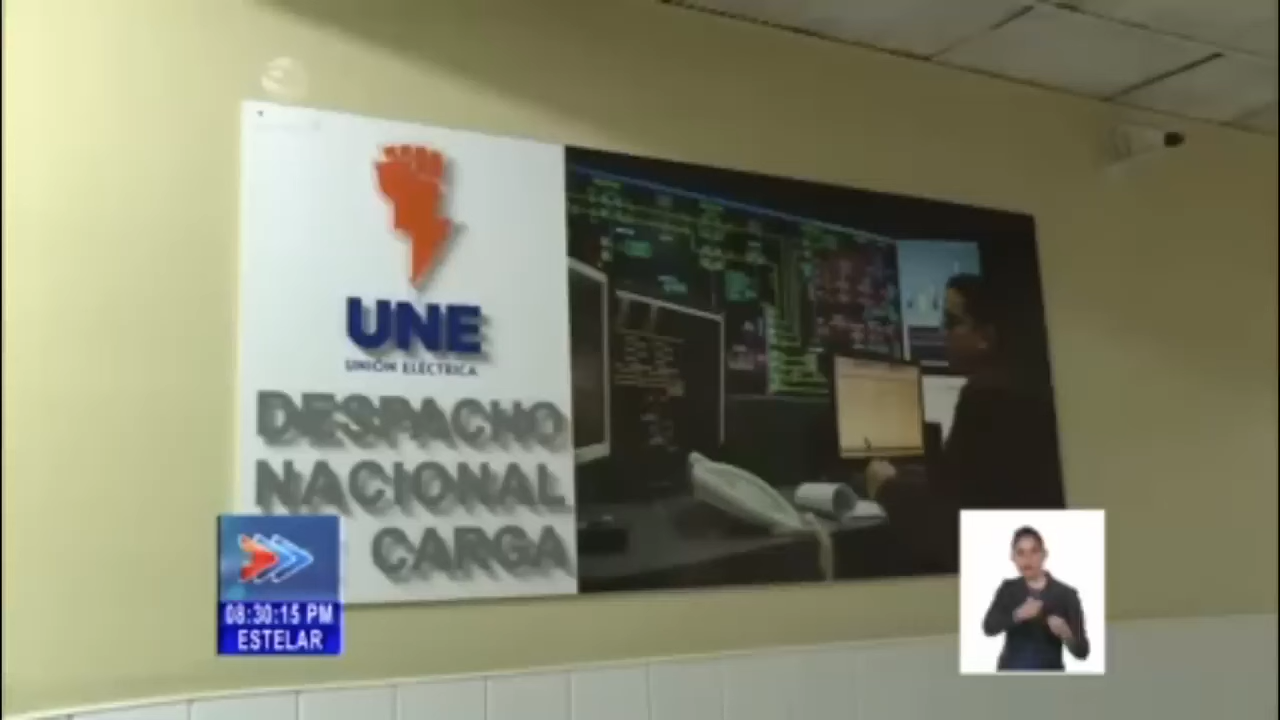 UNE
UNIÓN ELÉCTRICA
DESPACHO
NACIONAL
CARGA
08:30:15 PM
ESTELAR